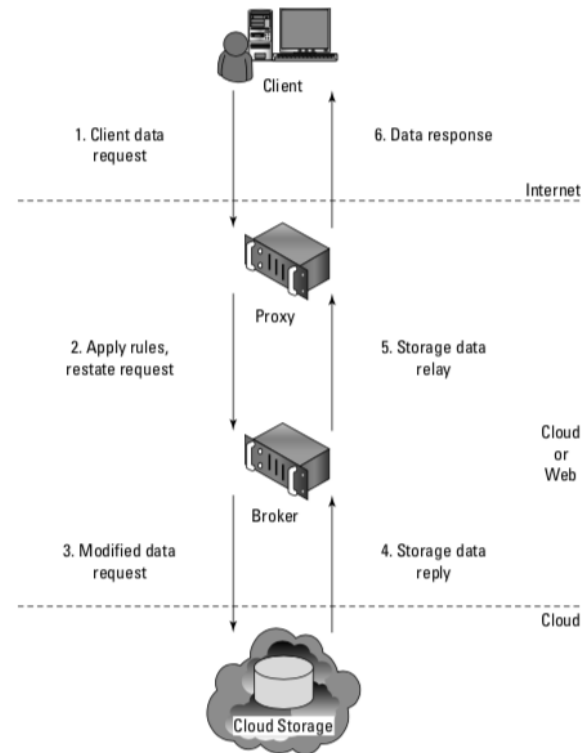 Client
1. Client data
request
6. Data response
Internet
Proxy
2. Apply rules,
restate request
5. Storage data
relay
Cloud
or
Web
Broker
3. Modified data
request
4. Storage data
reply
Cloud
Cloud Storage